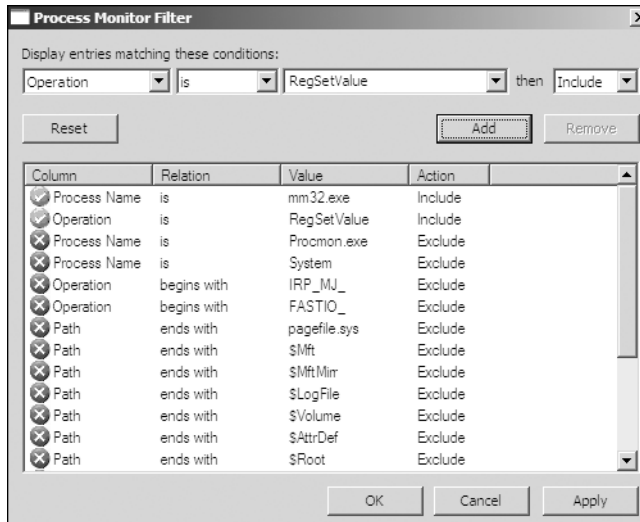 Process Monitor Filter
Display entries matching these conditions:
Operation is RegSetValue then Include
Reset Add Remove
Column Relation Value Action
Process Name is mm32.exe Include
Operation is RegSetValue Include
Process Name is Procmon.exe Exclude
Process Name is System Exclude
Operation begins with IRP_MJ_ Exclude
Operation begins with FASTIO_ Exclude
Path ends with pagefile.sys Exclude
Path ends with $Mft Exclude
Path ends with $MftMirr Exclude
Path ends with $LogFile Exclude
Path ends with $Volume Exclude
Path ends with $AttrDef Exclude
Path ends with $Root Exclude
OK Cancel Apply